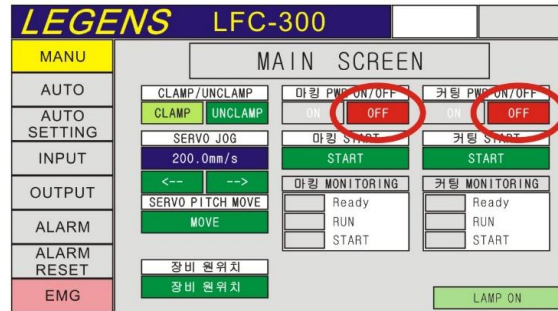 LEGENS LFC-300
MANU
AUTO
AUTO
SETTING
INPUT
OUTPUT
ALARM
ALARM
RESET
EMG
MAIN SCREEN
CLAMP/UNCLAMP
CLAMP UNCLAMP
SERVO JOG
200.0mm/s
<-- -->
SERVO PITCH MOVE
MOVE
장비 원위치
장비 원위치
마킹 PWR ON/OFF
ON OFF
마킹 START
START
마킹 MONITORING
Ready
RUN
START
커팅 PWR ON/OFF
ON OFF
커팅 START
START
커팅 MONITORING
Ready
RUN
START
LAMP ON